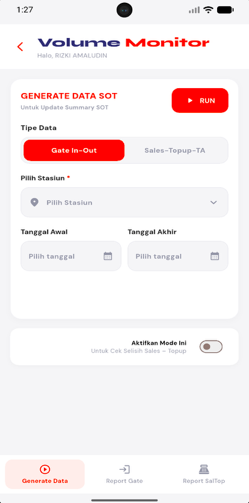 1:27
Volume Monitor
Halo, RIZKI AMALUDIN
GENERATE DATA SOT
Untuk Update Summary SOT
RUN
Tipe Data
Gate In-Out
Sales-Topup-TA
Pilih Stasiun *
Pilih Stasiun
Tanggal Awal
Tanggal Akhir
Pilih tanggal
Pilih tanggal
Aktifkan Mode Ini
Untuk Cek Selisih Sales - Topup
Generate Data
Report Gate
Report SalTop